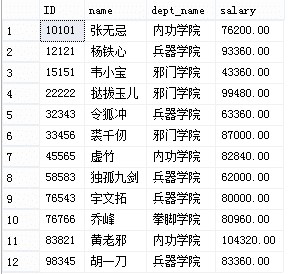 ID name dept_name salary
1 10101 张无忌 内功学院 76200.00
2 12121 杨铁心 兵器学院 93360.00
3 15151 韦小宝 邪门学院 43360.00
4 22222 挞拔玉儿 邪门学院 99480.00
5 32343 令狐冲 兵器学院 63360.00
6 33456 裘千仞 邪门学院 87000.00
7 45565 虚竹 内功学院 82840.00
8 58583 独孤九剑 兵器学院 62000.00
9 76543 宇文拓 兵器学院 80000.00
10 76766 乔峰 拳脚学院 80960.00
11 83821 黄老邪 内功学院 104320.00
12 98345 胡一刀 兵器学院 83360.00